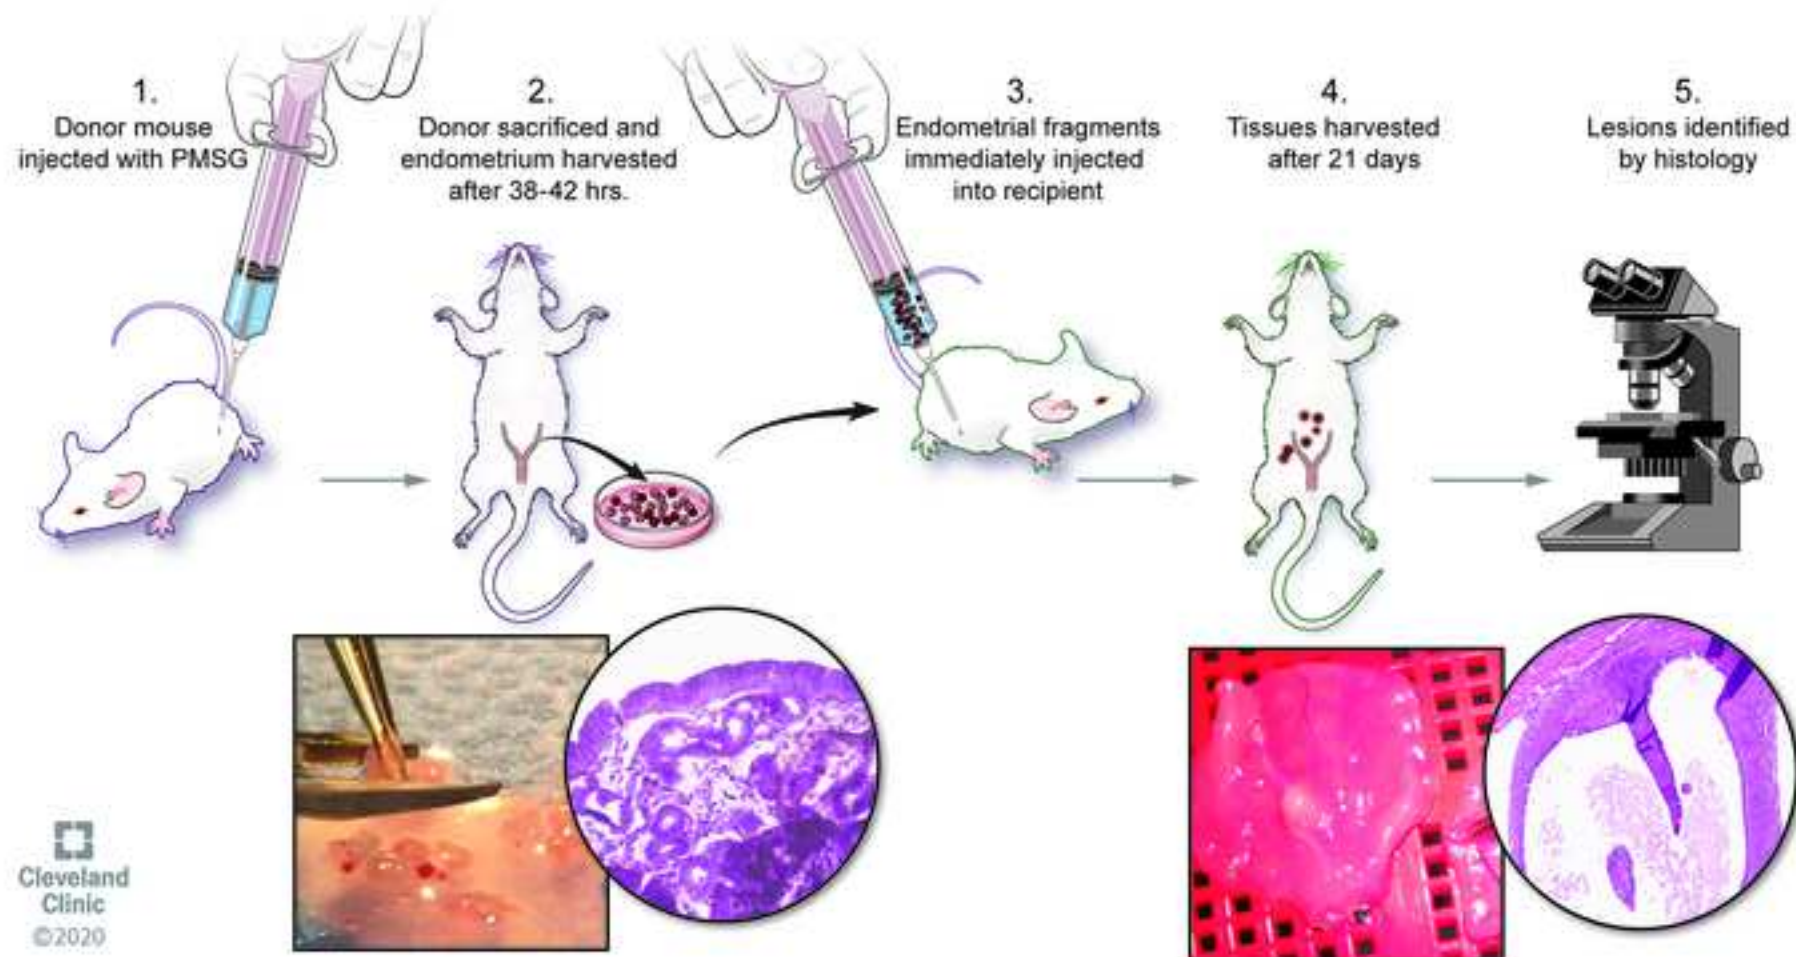 1.
Donor mouse
injected with PMSG
2.
Donor sacrificed and
endometrium harvested
after 38-42 hrs.
3.
Endometrial fragments
immediately injected
into recipient
4.
Tissues harvested
after 21 days
5.
Lesions identified
by histology
Cleveland
Clinic
©2020